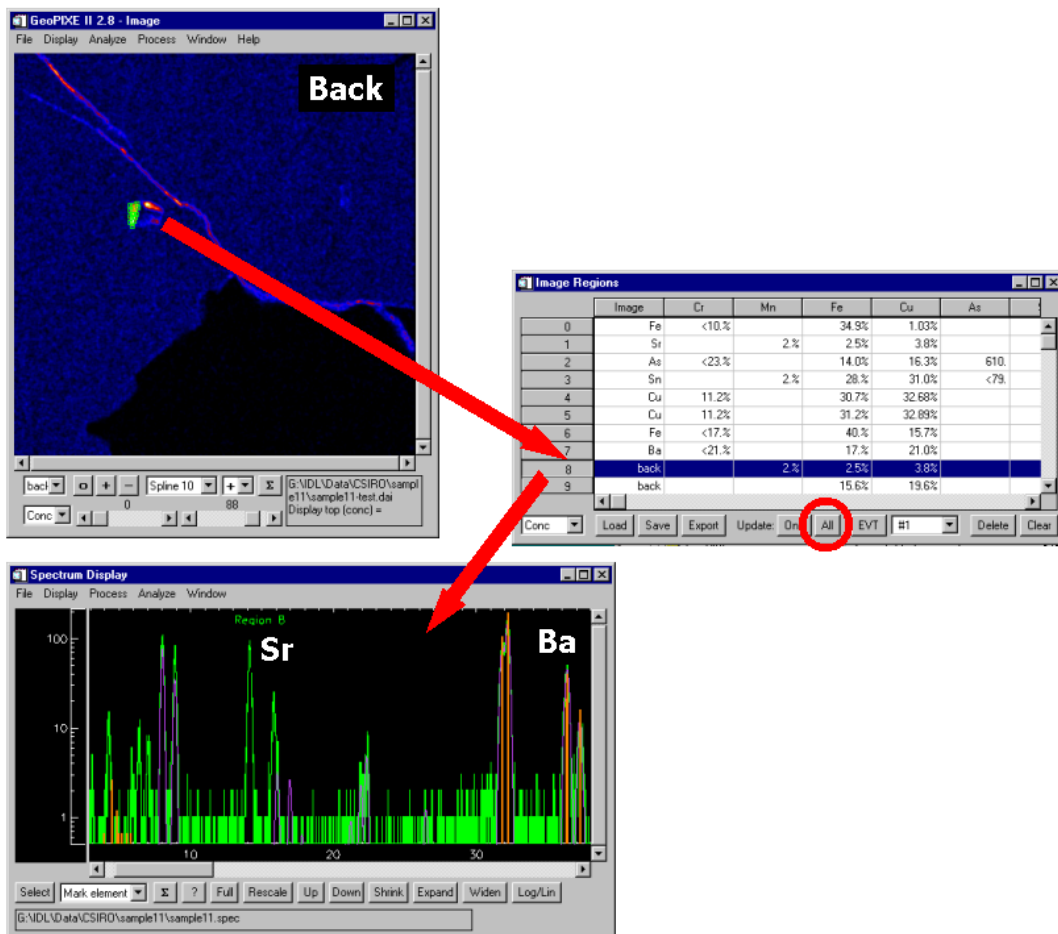 GeoPIXE II 2.8 - Image
File Display Analyze Process Window Help
Back
Conc
0
88
Spline 10
+
Σ
G:\IDL\Data\CSIRO\sampl
e11\sample11-test.dai
Display top (conc) =
Image Regions
Image Cr Mn Fe Cu As
0 Fe <10.% 34.9% 1.03%
1 Sr 2.% 2.5% 3.8%
2 As <23.% 14.0% 16.3% 610.
3 Sn 2.% 28.% 31.0% <79.
4 Cu 11.2% 30.7% 32.68%
5 Cu 11.2% 31.2% 32.89%
6 Fe <17.% 40.% 15.7%
7 Ba <21.% 17.% 21.0%
8 back 2.% 2.5% 3.8%
9 back 15.6% 19.6%
Conc Load Save Export Update: All EVT #1 Delete Clear
Spectrum Display
File Display Process Analyze Window
Region 8
Sr
Ba
100
10
1
10 20 30
Select Mark element Σ ? Full Rescale Up Down Shrink Expand Widen Log/Lin
G:\IDL\Data\CSIRO\sample11\sample11.spec